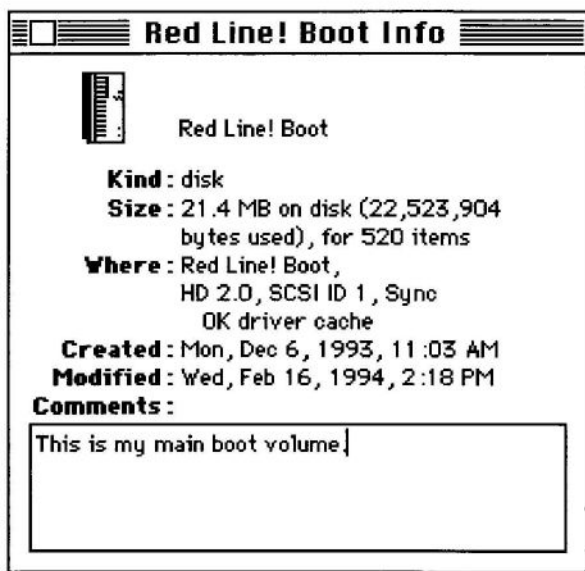 Red Line! Boot Info
Red Line! Boot
Kind: disk
Size: 21.4 MB on disk (22,523,904
bytes used), for 520 items
Where: Red Line! Boot,
HD 2.0, SCSI ID 1, Sync
OK driver cache
Created: Mon, Dec 6, 1993, 11:03 AM
Modified: Wed, Feb 16, 1994, 2:18 PM
Comments:
This is my main boot volume.